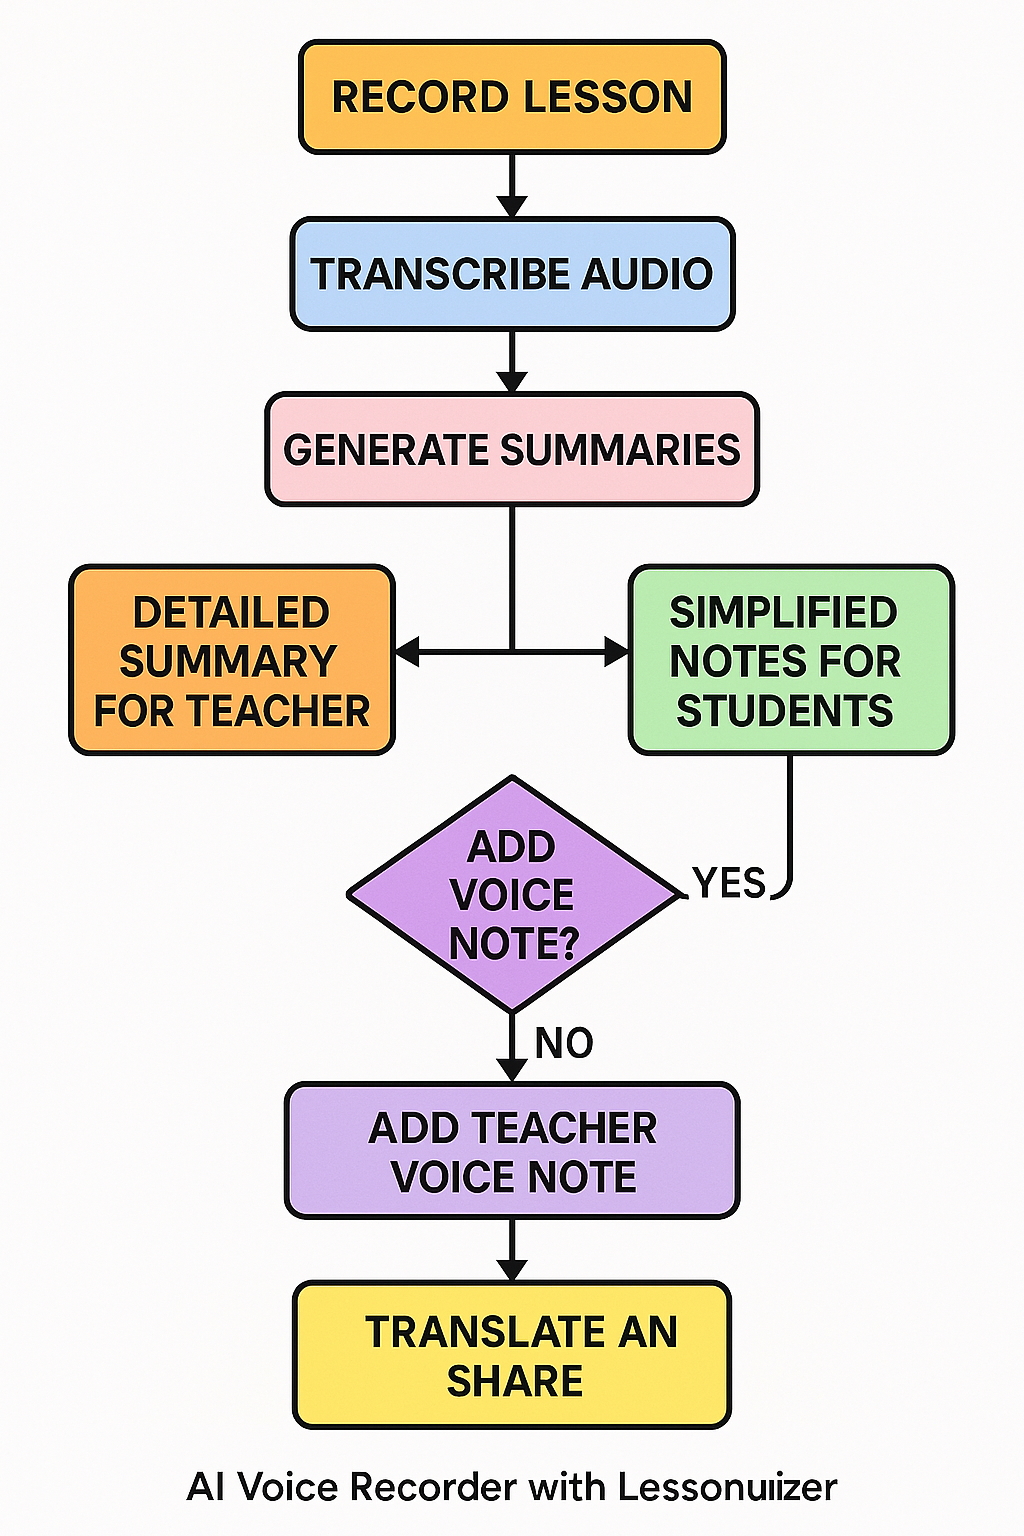 RECORD LESSON
TRANSCRIBE AUDIO
GENERATE SUMMARIES
DETAILED
SUMMARY
FOR TEACHER
SIMPLIFIED
NOTES FOR
STUDENTS
ADD
VOICE
NOTE?
YES
NO
ADD TEACHER
VOICE NOTE
TRANSLATE AN
SHARE
AI Voice Recorder with Lessonuiizer